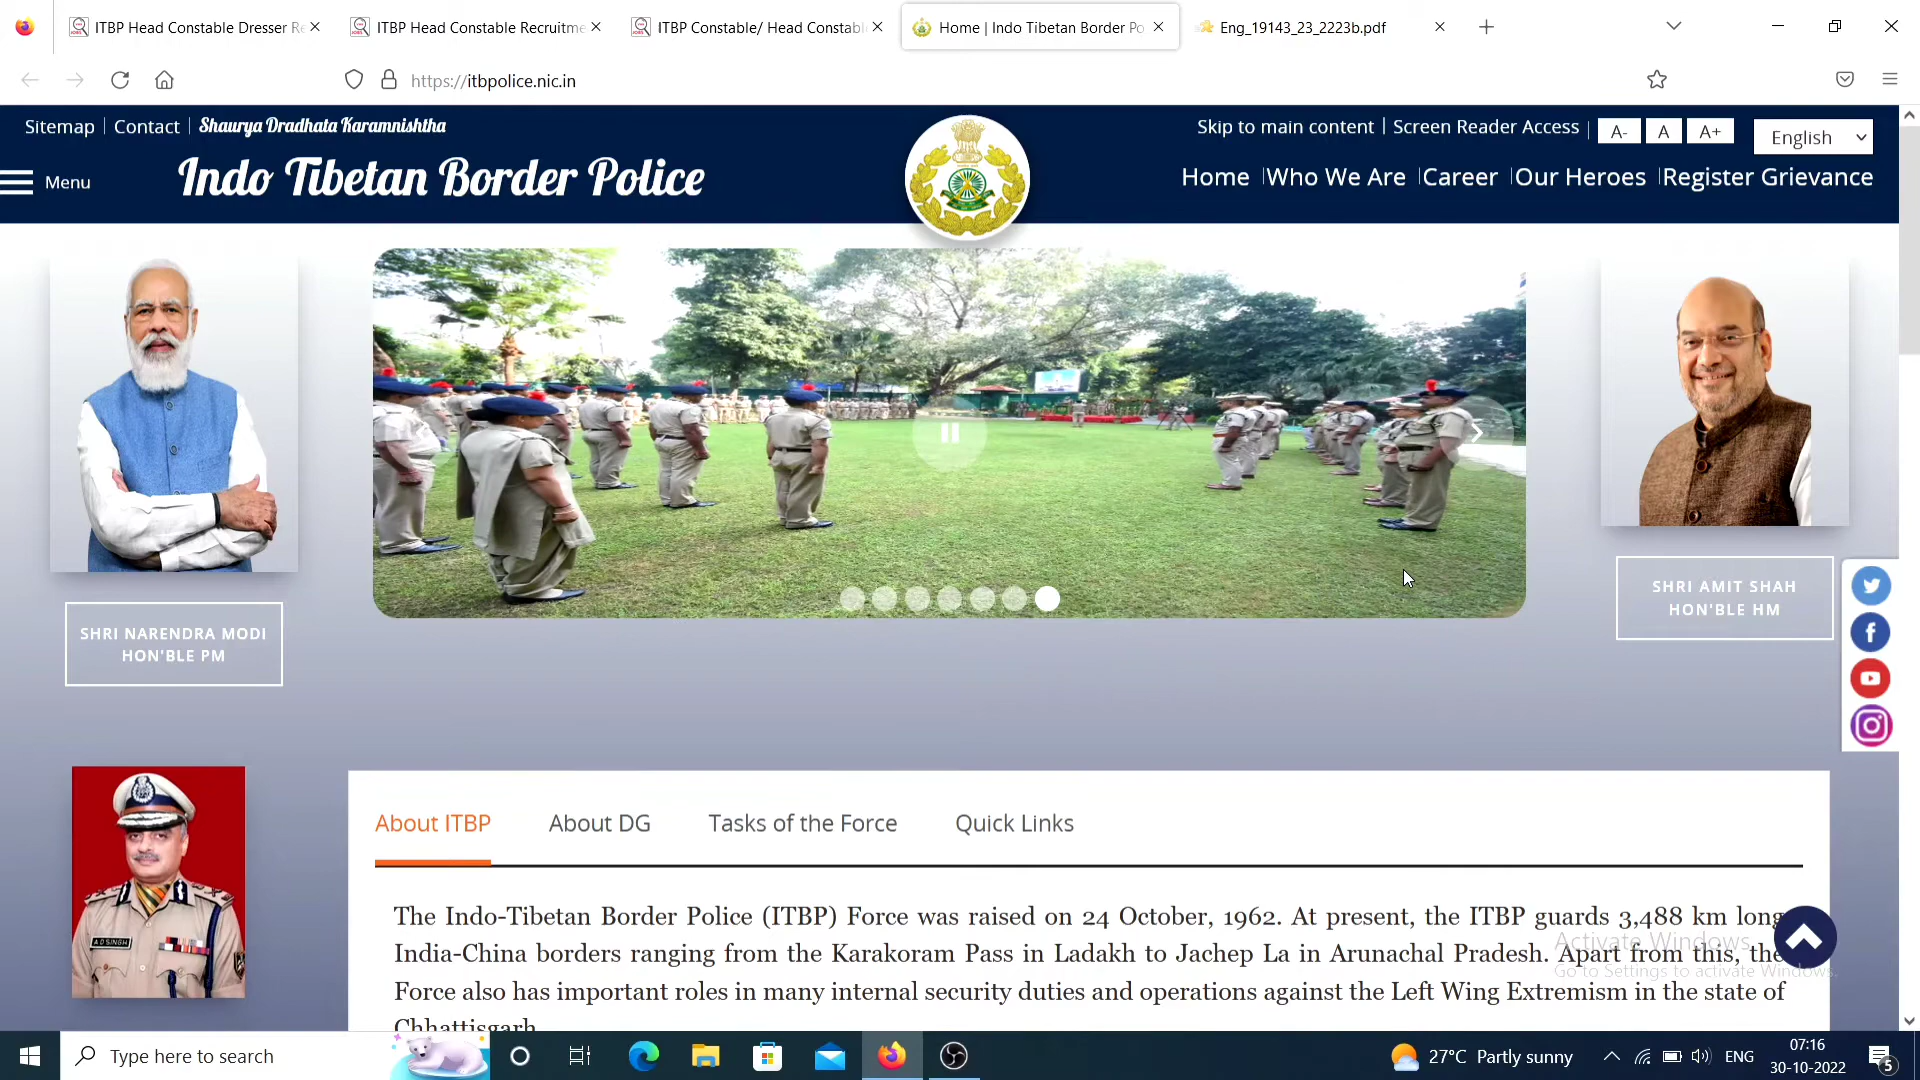 ITBP Head Constable Dresser Re
ITBP Head Constable Recruitme
ITBP Constable/ Head Constabl
Home | Indo Tibetan Border Po
Eng_19143_23_2223b.pdf
https://itbpolice.nic.in
Sitemap | Contact | Shaurya Dradhata Karamnishtha
Skip to main content | Screen Reader Access | A- A A+ English
Menu
Indo Tibetan Border Police
Home | Who We Are | Career | Our Heroes | Register Grievance
SHRI NARENDRA MODI
HON'BLE PM
SHRI AMIT SHAH
HON'BLE HM
About ITBP About DG Tasks of the Force Quick Links
A D SINGH
The Indo-Tibetan Border Police (ITBP) Force was raised on 24 October, 1962. At present, the ITBP guards 3,488 km long
India-China borders ranging from the Karakoram Pass in Ladakh to Jachep La in Arunachal Pradesh. Apart from this, the
Force also has important roles in many internal security duties and operations against the Left Wing Extremism in the state of
Chhattisgarh
Activate Windows
Go to Settings to activate Windows.
Type here to search
27°C Partly sunny
ENG
07:16
30-10-2022
5